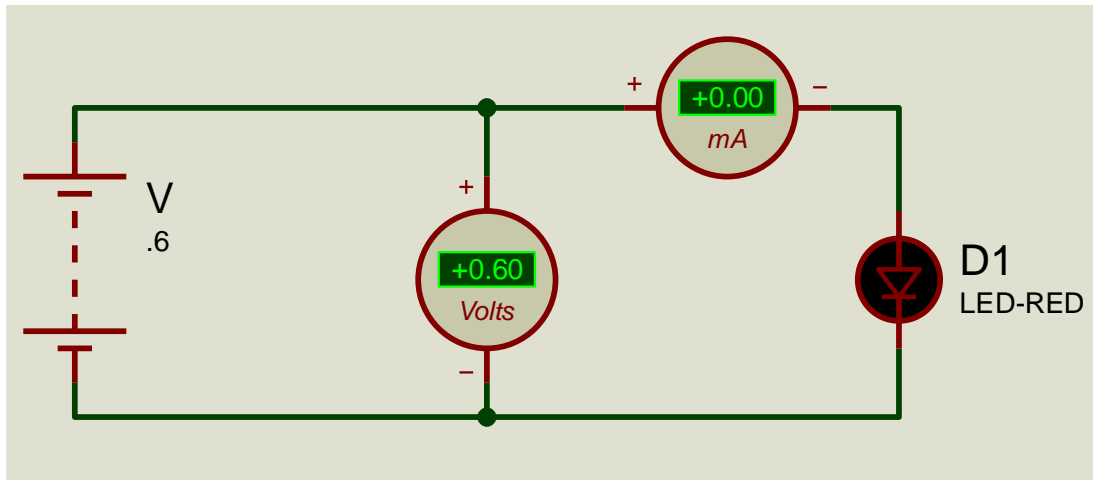 + +0.00 −
mA
V
.6
+
+0.60
Volts
−
D1
LED-RED